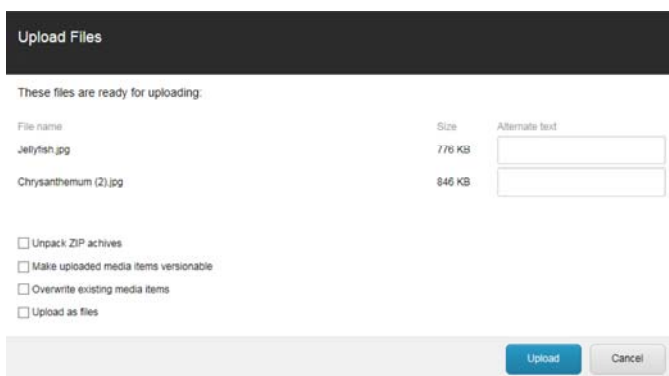 Upload Files
These files are ready for uploading:
File name Size Alternate text
Jellyfish.jpg 776 KB
Chrysanthemum (2).jpg 846 KB
Unpack ZIP achives
Make uploaded media items versionable
Overwrite existing media items
Upload as files
Upload Cancel